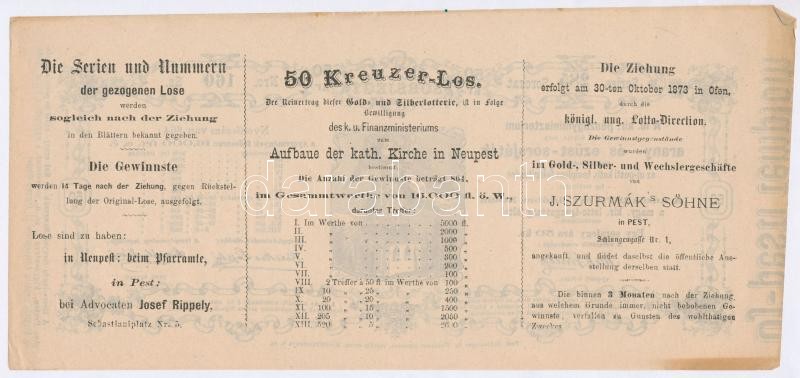 Die Serien und Nummern
der gezogenen Lose
werden
sogleich nach der Ziehung
in den Blättern bekannt gegeben.
Die Gewinnste
werden 14 Tage nach der Ziehung, gegen Rückstel-
lung der Original-Lose, ausgefolgt.
Lose sind zu haben:
in Neupest: beim Pfarramte,
in Pest:
bei Advocaten Josef Rippely,
Sebastianiplatz Nr. 5.
50 Kreuzer-Los.
Der Reinertrag dieser Gold- und Silberlotterie, ist in Folge
Bewilligung
des k. u. Finanzministeriums
zum
Aufbaue der kath. Kirche in Neupest
bestimmt.
Die Anzahl der Gewinnste beträgt 864,
im Gesammtwerthe von 16.000 fl. ö. W.,
darunter Treffer:
I. Im Werthe von 5000 fl.
II. " " " 2000 "
III. " " " 1000 "
IV. " " " 500 "
V. " " " 300 "
VI. " " " 200 "
VII. " " " 100 "
VIII. 2 Treffer à 50 fl im Werthe von 100 "
IX. 10 " " 25 " " " " 250 "
X. 20 " " 20 " " " " 400 "
XI. 100 " " 15 " " " " 1500 "
XII. 205 " " 10 " " " " 2050 "
XIII. 520 " " 5 " " " " 2600 "
Die Ziehung
erfolgt am 30-ten Oktober 1873 in Ofen,
durch die
königl. ung. Lotto-Direction.
Die Gewinnstgegenstände
wurden
im Gold-, Silber- und Wechslergeschäfte
von
J. SZURMÁK's SÖHNE
in PEST,
Schlangengasse Nr. 1,
angekauft, und findet daselbst die öffentliche Aus-
stellung derselben statt.
Die binnen 3 Monaten nach der Ziehung,
aus welchem Grunde immer, nicht behobenen Ge-
winnste, verfallen zu Gunsten des wohlthätigen
Zweckes.
darabanth